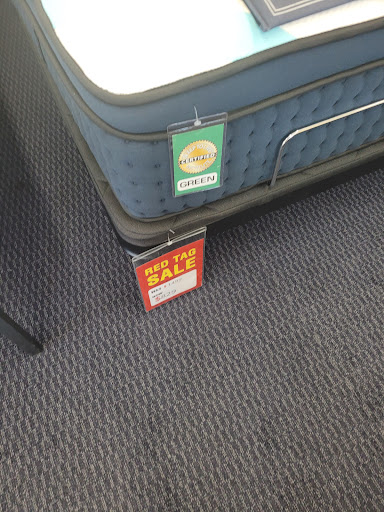 CERTIFIED
GREEN
RED TAG
SALE